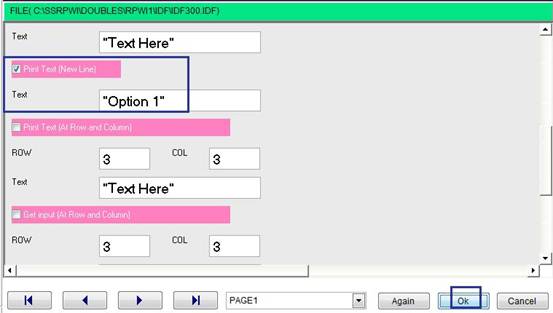 FILE( C:\SSRPWI\DOUBLES\RPWI1\IDF\IDF300.IDF)
Text "Text Here"
Print Text (New Line)
Text "Option 1"
Print Text (At Row and Column)
ROW 3 COL 3
Text "Text Here"
Get input (At Row and Column)
ROW 3 COL 3
PAGE1 Again Ok Cancel